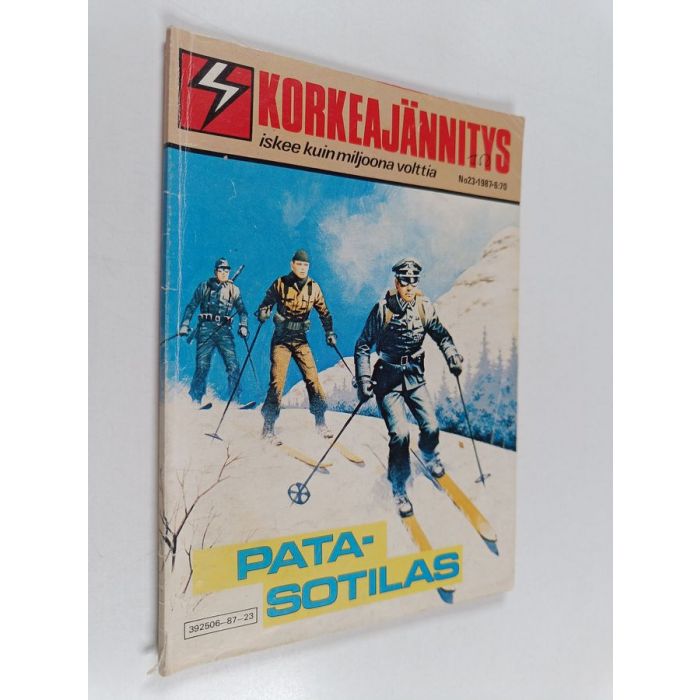 KORKEAJÄNNITYS
iskee kuin miljoona volttia
No23•1987•6:70
PATA-
SOTILAS
392506–87–23